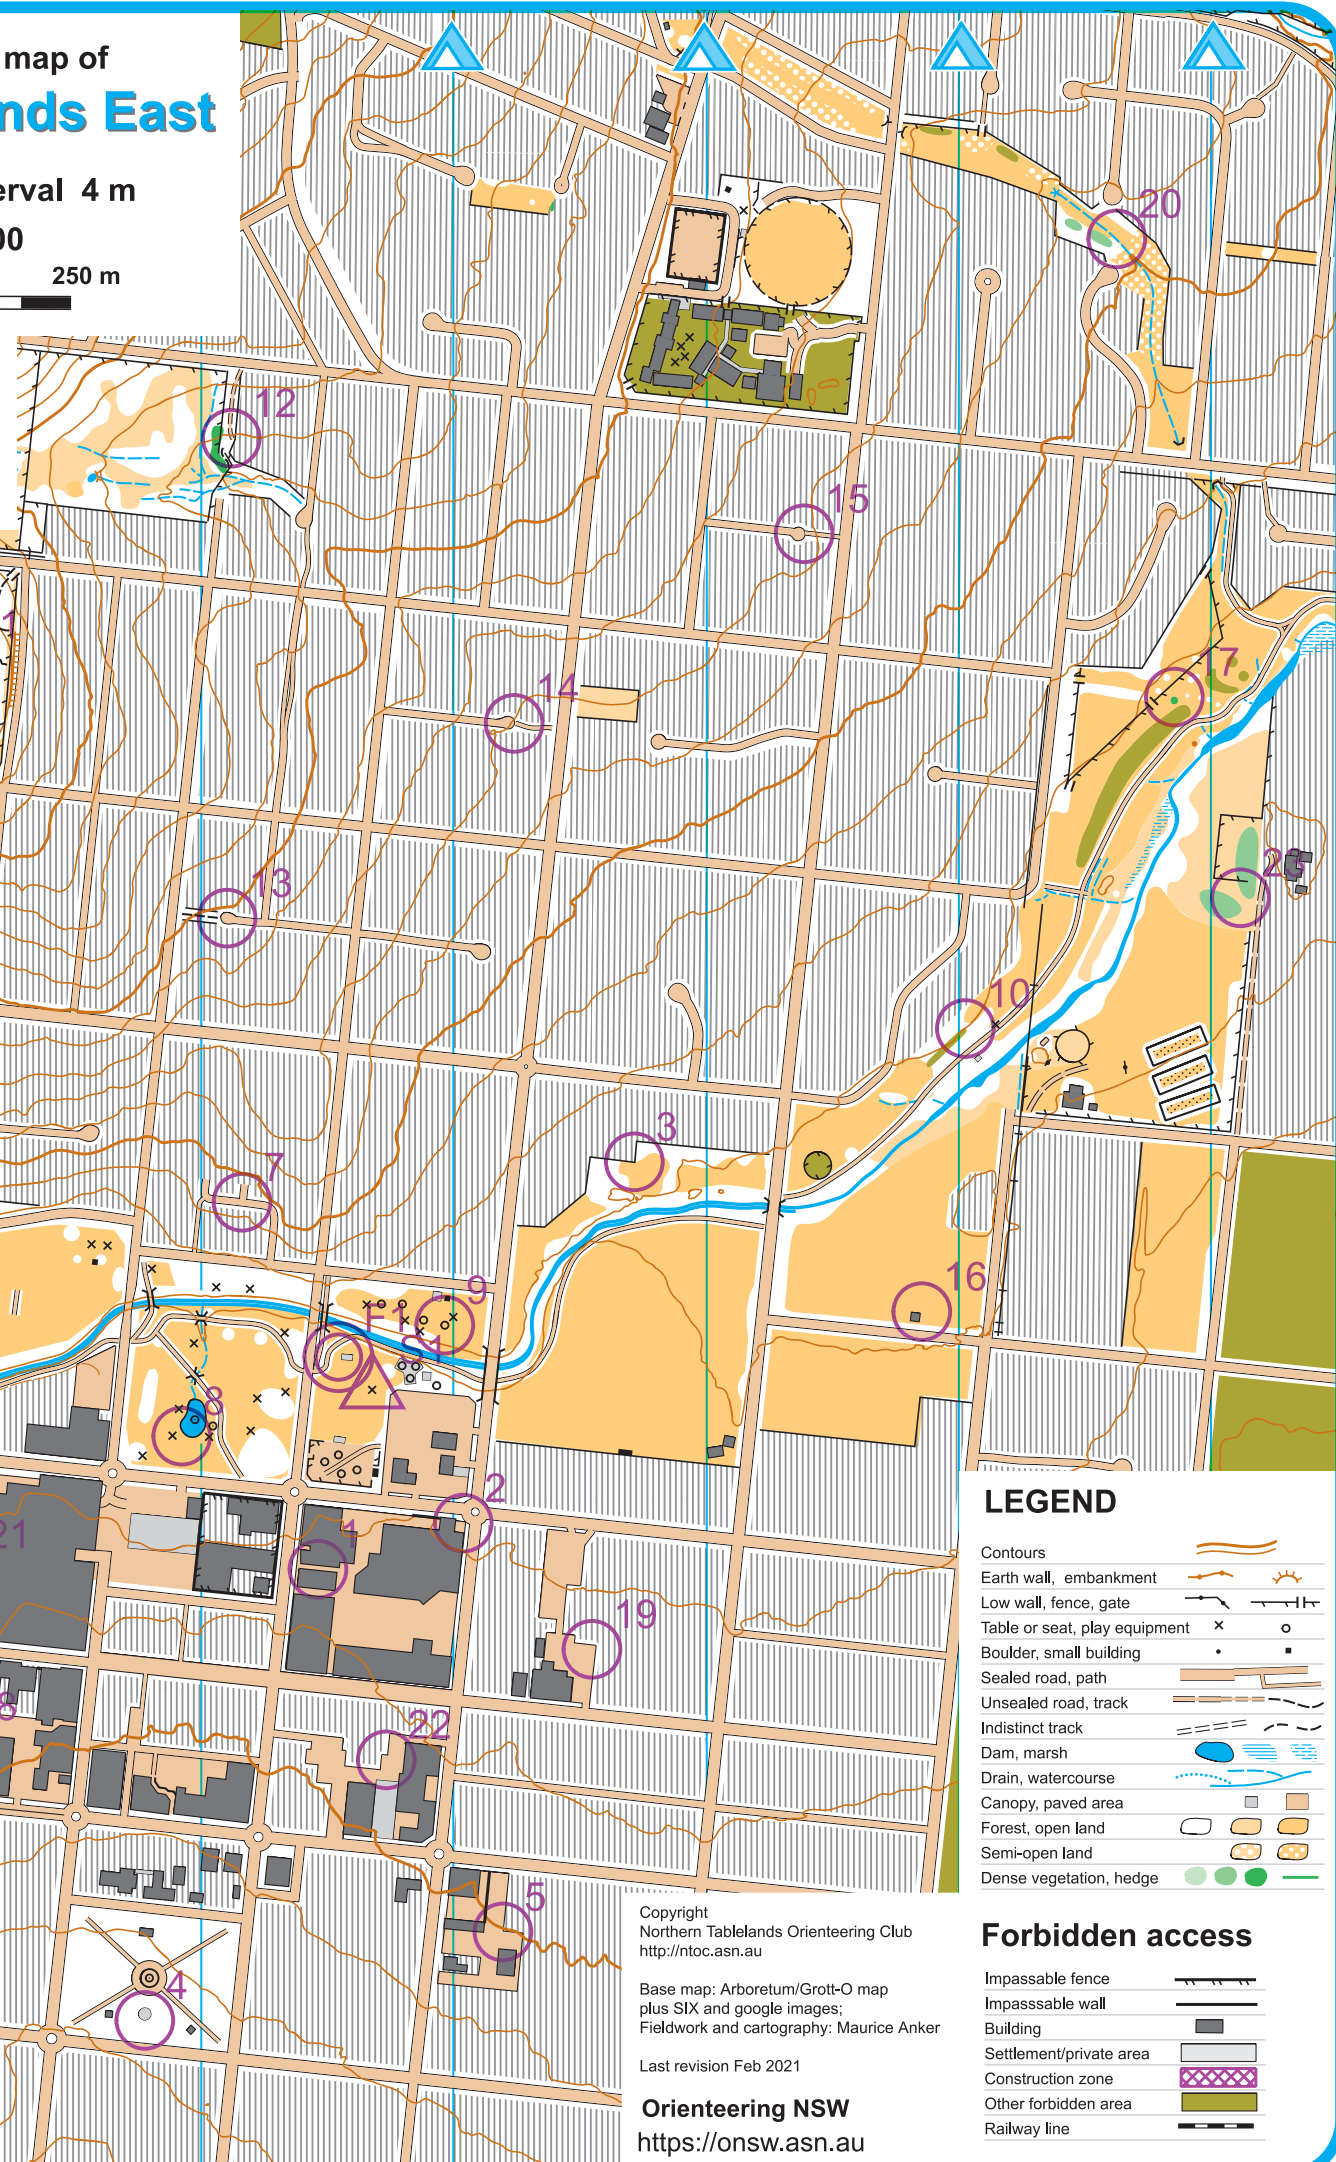 map of
nds East
erval 4 m
00
250 m
20
12
15
1
17
14
13
23
10
3
7
16
9
F1
S1
8
2
21
1
19
8
22
5
4
LEGEND
Contours
Earth wall, embankment
Low wall, fence, gate
Table or seat, play equipment
Boulder, small building
Sealed road, path
Unsealed road, track
Indistinct track
Dam, marsh
Drain, watercourse
Canopy, paved area
Forest, open land
Semi-open land
Dense vegetation, hedge
Forbidden access
Impassable fence
Impasssable wall
Building
Settlement/private area
Construction zone
Other forbidden area
Railway line
Copyright
Northern Tablelands Orienteering Club
http://ntoc.asn.au
Base map: Arboretum/Grott-O map
plus SIX and google images;
Fieldwork and cartography: Maurice Anker
Last revision Feb 2021
Orienteering NSW
https://onsw.asn.au